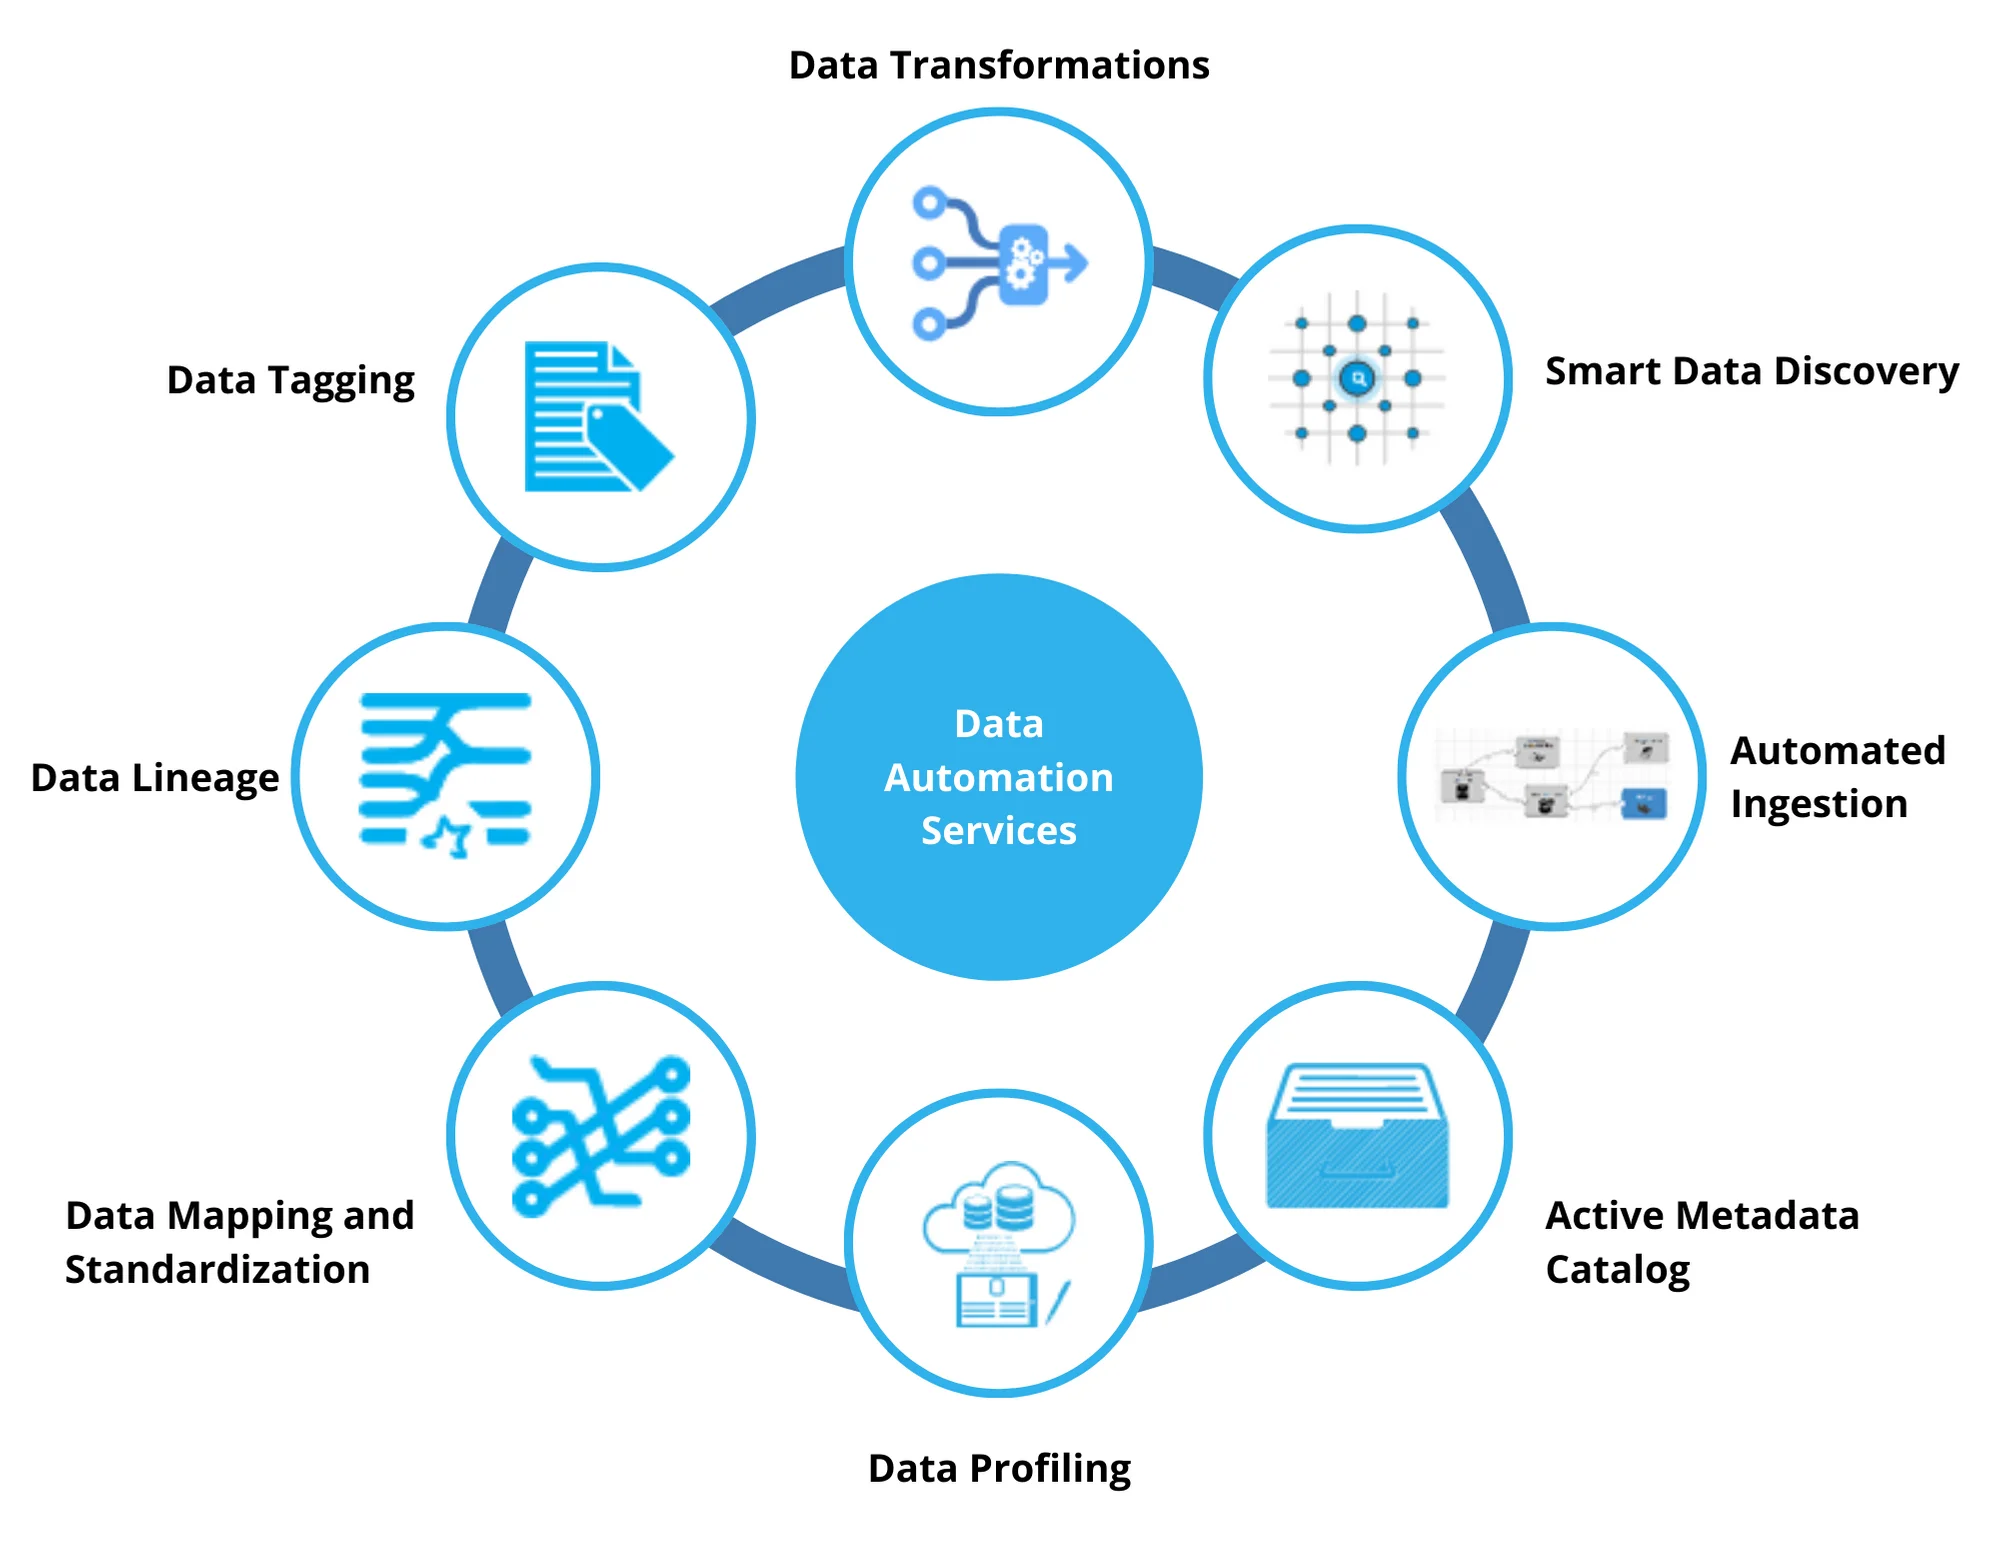 Data Transformations
Smart Data Discovery
Data Tagging
Data
Automation
Services
Automated
Ingestion
Data Lineage
Active Metadata
Catalog
Data Mapping and
Standardization
Data Profiling